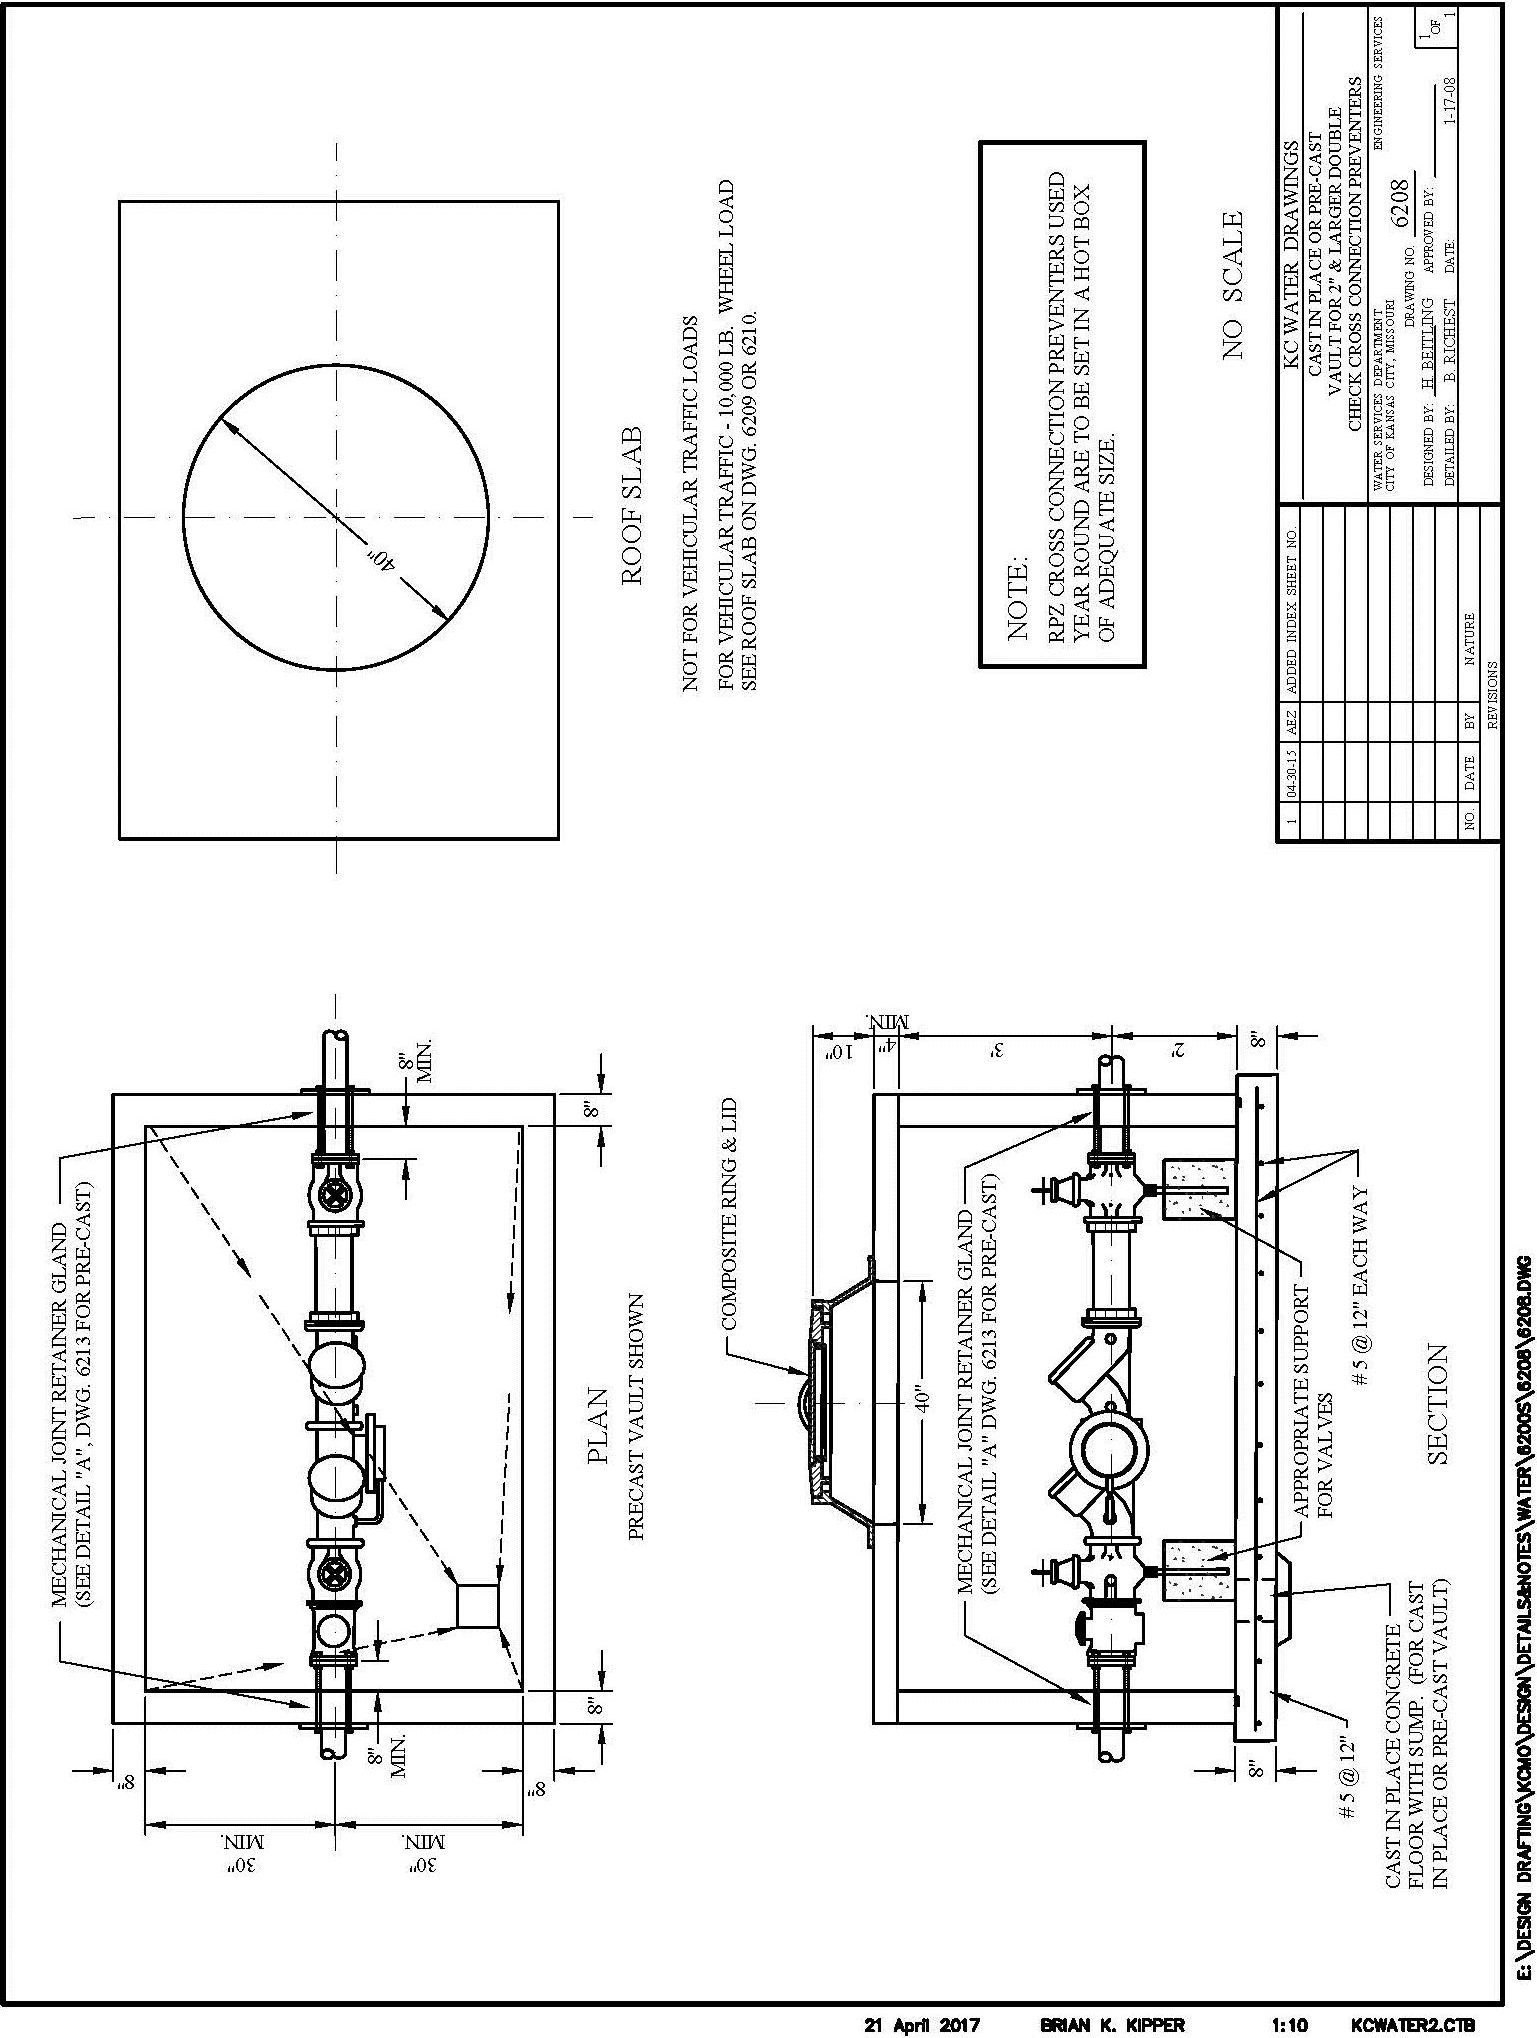 MECHANICAL JOINT RETAINER GLAND
(SEE DETAIL "A", DWG. 6213 FOR PRE-CAST)
8"
MIN.
8"
8"
8"
MIN.
8"
8"
30"
MIN.
30"
MIN.
PLAN
PRECAST VAULT SHOWN
40"
ROOF SLAB
NOT FOR VEHICULAR TRAFFIC LOADS
FOR VEHICULAR TRAFFIC - 10,000 LB. WHEEL LOAD
SEE ROOF SLAB ON DWG. 6209 OR 6210.
COMPOSITE RING & LID
10"
4"
MIN.
3'
2'
8"
40"
MECHANICAL JOINT RETAINER GLAND
(SEE DETAIL "A" DWG. 6213 FOR PRE-CAST)
8"
APPROPRIATE SUPPORT
FOR VALVES
#5 @ 12" EACH WAY
#5 @ 12"
CAST IN PLACE CONCRETE
FLOOR WITH SUMP. (FOR CAST
IN PLACE OR PRE-CAST VAULT)
SECTION
NOTE:
RPZ CROSS CONNECTION PREVENTERS USED
YEAR ROUND ARE TO BE SET IN A HOT BOX
OF ADEQUATE SIZE.
NO SCALE
1 04-30-15 AEZ ADDED INDEX SHEET NO.
NO. DATE BY NATURE
REVISIONS
KC WATER DRAWINGS
CAST IN PLACE OR PRE-CAST
VAULT FOR 2" & LARGER DOUBLE
CHECK CROSS CONNECTION PREVENTERS
WATER SERVICES DEPARTMENT ENGINEERING SERVICES
CITY OF KANSAS CITY, MISSOURI
DRAWING NO. 6208
1 OF 1
DESIGNED BY: H. BEITLING APPROVED BY:
DETAILED BY: B. RICHEST DATE: 1-17-08
E:\DESIGN DRAFTING\KCMO\DESIGN\DETAILS&NOTES\WATER\6200S\6208\6208.DWG
21 April 2017 BRIAN K. KIPPER 1:10 KCWATER2.CTB